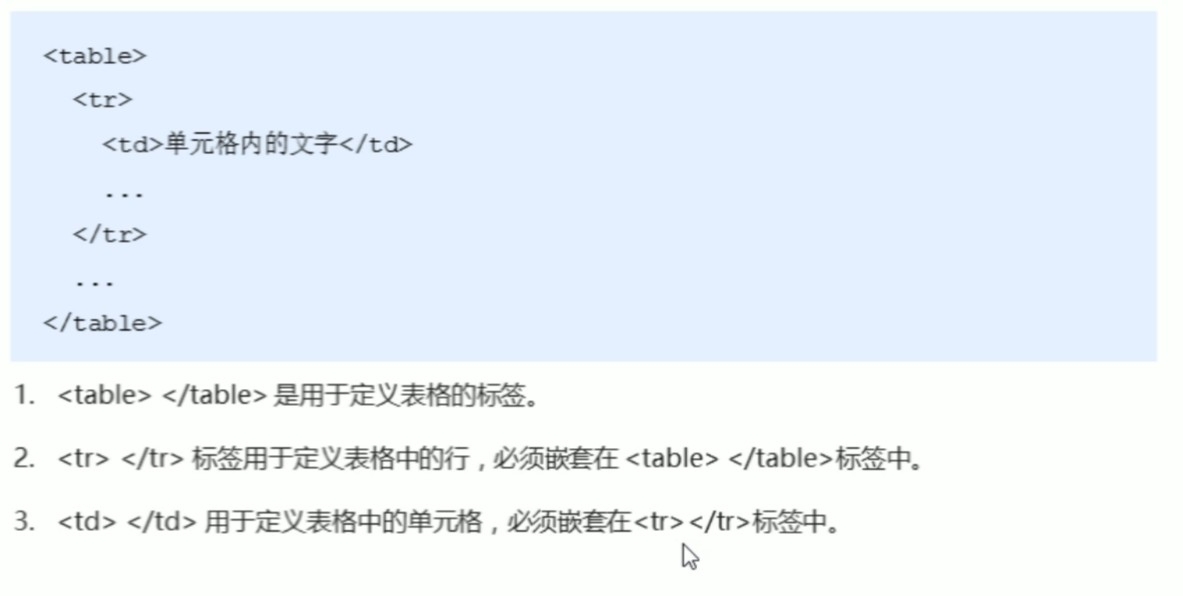 <table>
<tr>
<td>单元格内的文字</td>
...
</tr>
...
</table>
1. <table> </table> 是用于定义表格的标签。
2. <tr> </tr> 标签用于定义表格中的行，必须嵌套在 <table> </table>标签中。
3. <td> </td> 用于定义表格中的单元格，必须嵌套在<tr></tr>标签中。